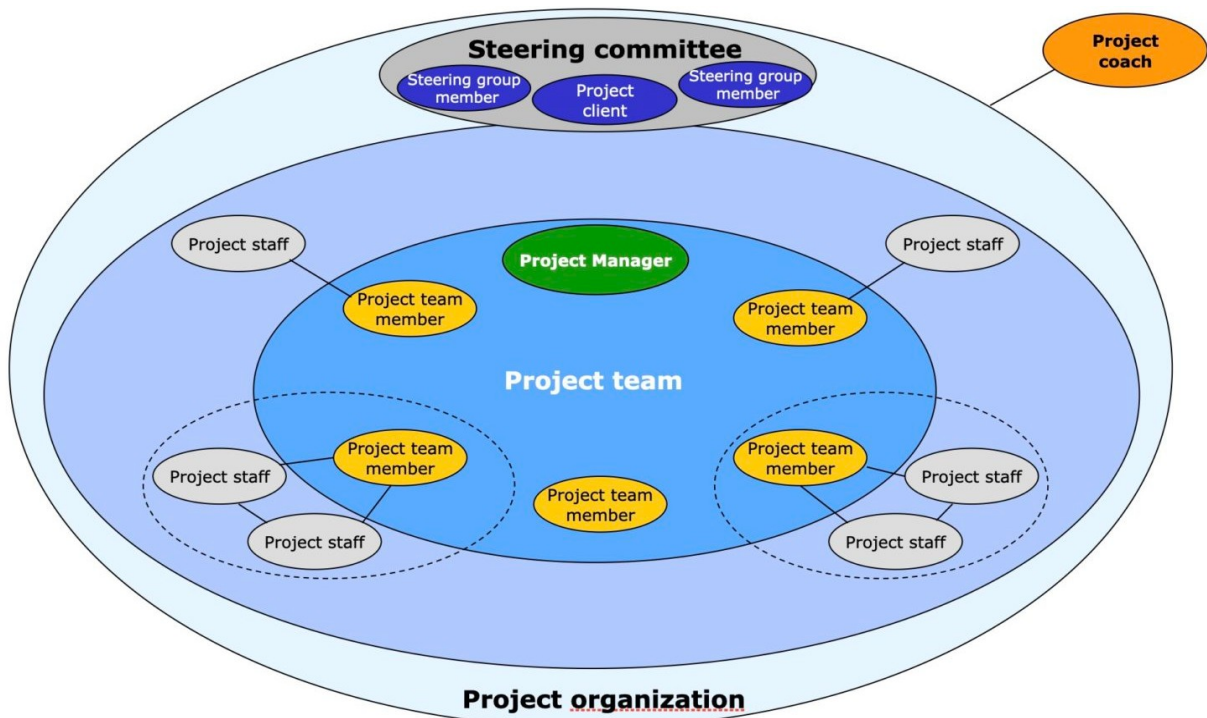 Steering committee
Steering group
member
Project
client
Steering group
member
Project
coach
Project staff
Project Manager
Project staff
Project team
member
Project team
member
Project team
Project team
member
Project staff
Project staff
Project team
member
Project team
member
Project staff
Project staff
Project organization